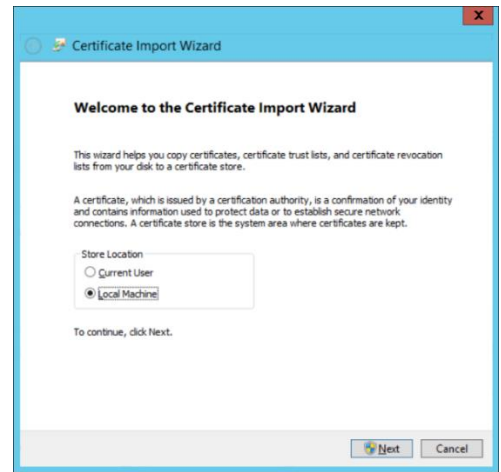 x
Certificate Import Wizard
Welcome to the Certificate Import Wizard
This wizard helps you copy certificates, certificate trust lists, and certificate revocation
lists from your disk to a certificate store.
A certificate, which is issued by a certification authority, is a confirmation of your identity
and contains information used to protect data or to establish secure network
connections. A certificate store is the system area where certificates are kept.
Store Location
Current User
Local Machine
To continue, click Next.
Next Cancel